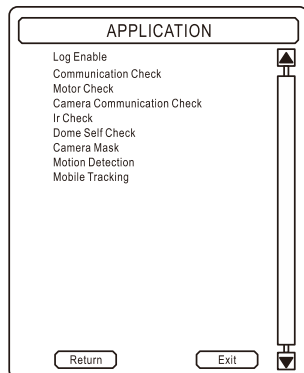 APPLICATION
Log Enable
Communication Check
Motor Check
Camera Communication Check
Ir Check
Dome Self Check
Camera Mask
Motion Detection
Mobile Tracking
Return
Exit